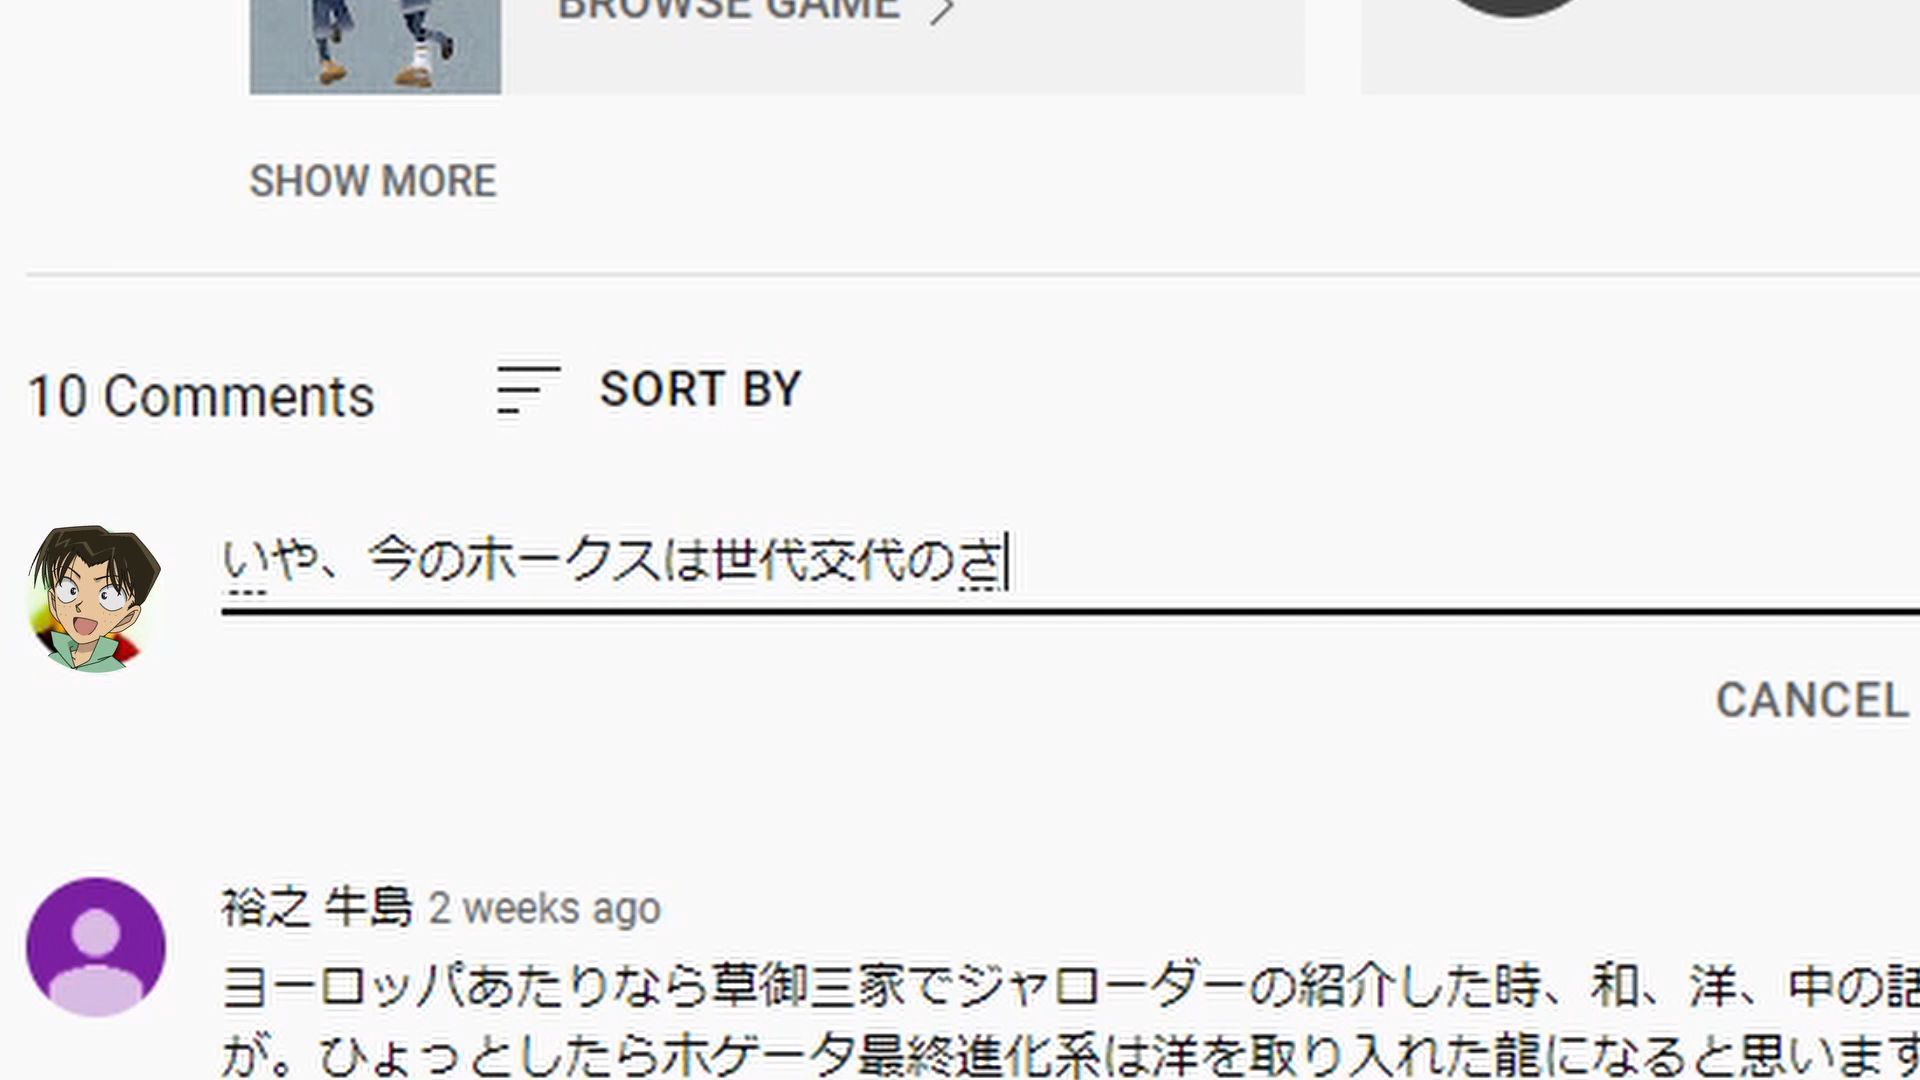 BROWSE GAME
SHOW MORE
10 Comments
SORT BY
いや、今のホークスは世代交代のさ
CANCEL
裕之 牛島 2 weeks ago
ヨーロッパあたりなら草御三家でジャローダーの紹介した時、和、洋、中の話
が。ひょっとしたらホゲータ最終進化系は洋を取り入れた龍になると思います